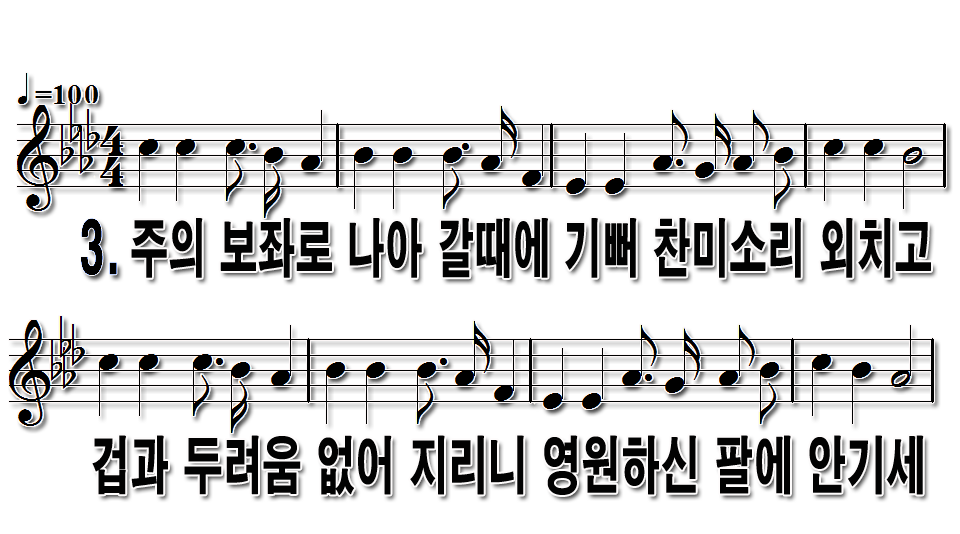 ♩=100
4/4
3. 주의 보좌로 나아 갈때에 기뻐 찬미소리 외치고
겁과 두려움 없어 지리니 영원하신 팔에 안기세